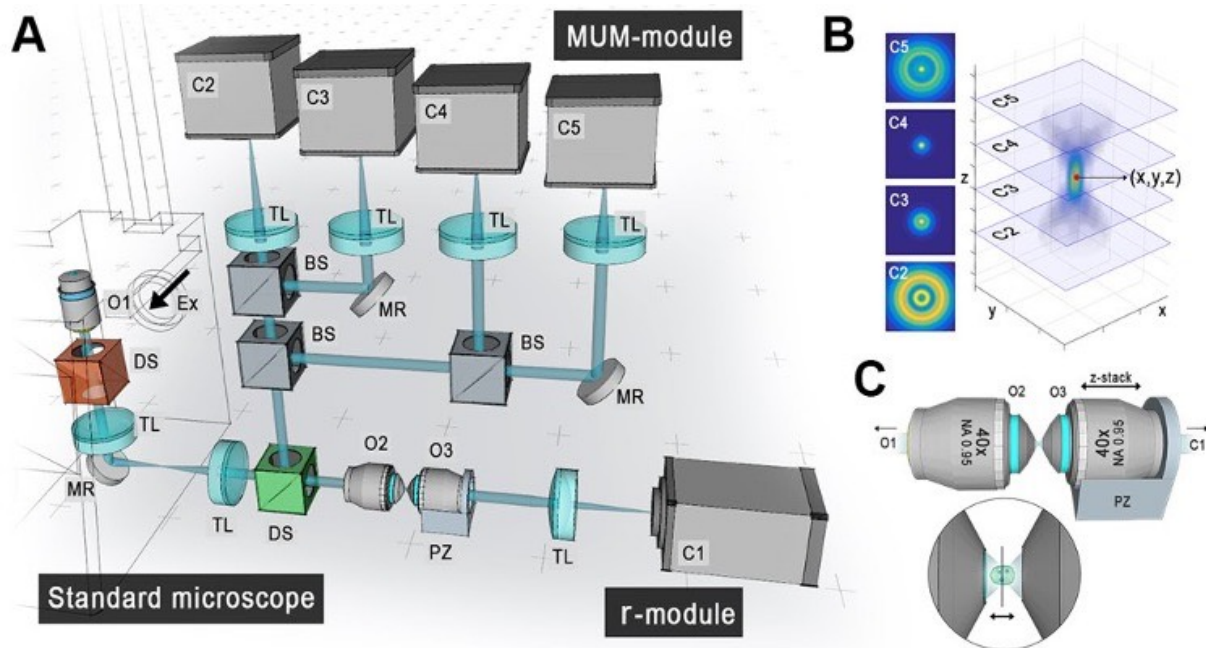 A
MUM-module
C2
C3
C4
C5
TL
TL
TL
TL
BS
MR
O1
Ex
DS
BS
BS
MR
TL
MR
TL
DS
O2
O3
PZ
TL
C1
Standard microscope
r-module
B
C5
C4
C3
C2
z
C5
C4
C3
C2
(x,y,z)
y
x
C
z-stack
O2
O3
O1
40x
NA 0.95
40x
NA 0.95
C1
PZ